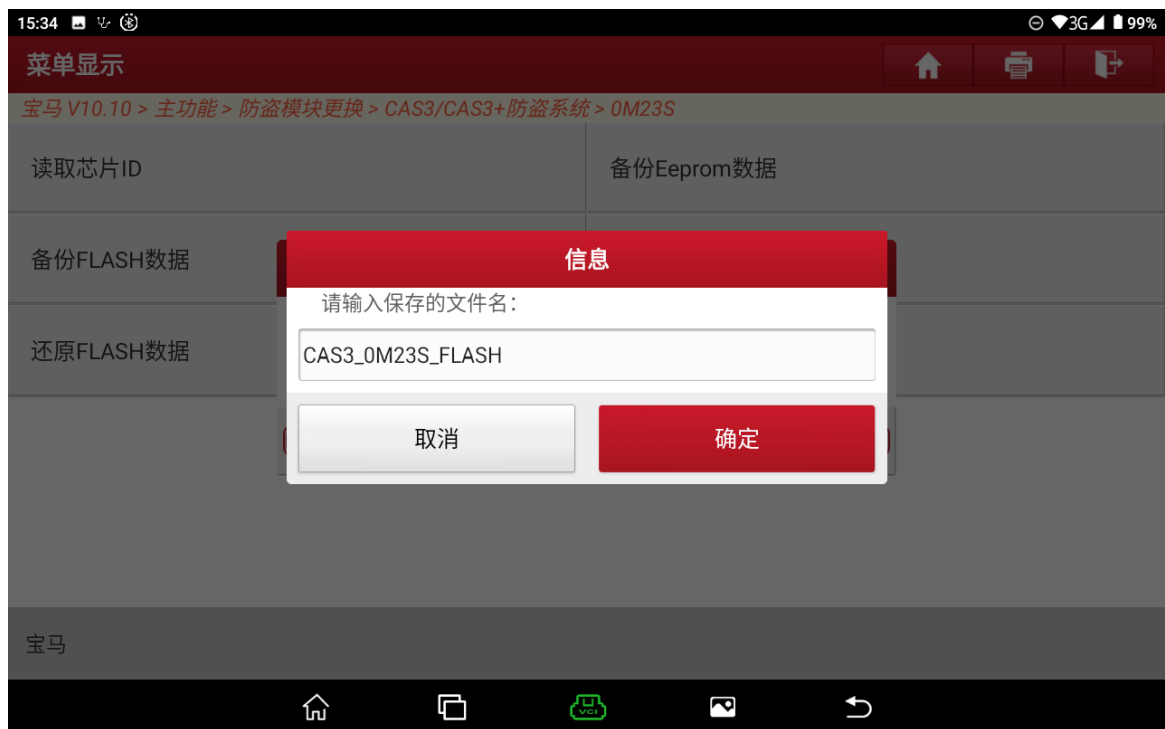 15:34 3G 99%
菜单显示
宝马 V10.10 > 主功能 > 防盗模块更换 > CAS3/CAS3+防盗系统 > 0M23S
读取芯片ID 备份Eeprom数据
备份FLASH数据
信息
请输入保存的文件名：
还原FLASH数据
CAS3_0M23S_FLASH
取消 确定
宝马
VCI